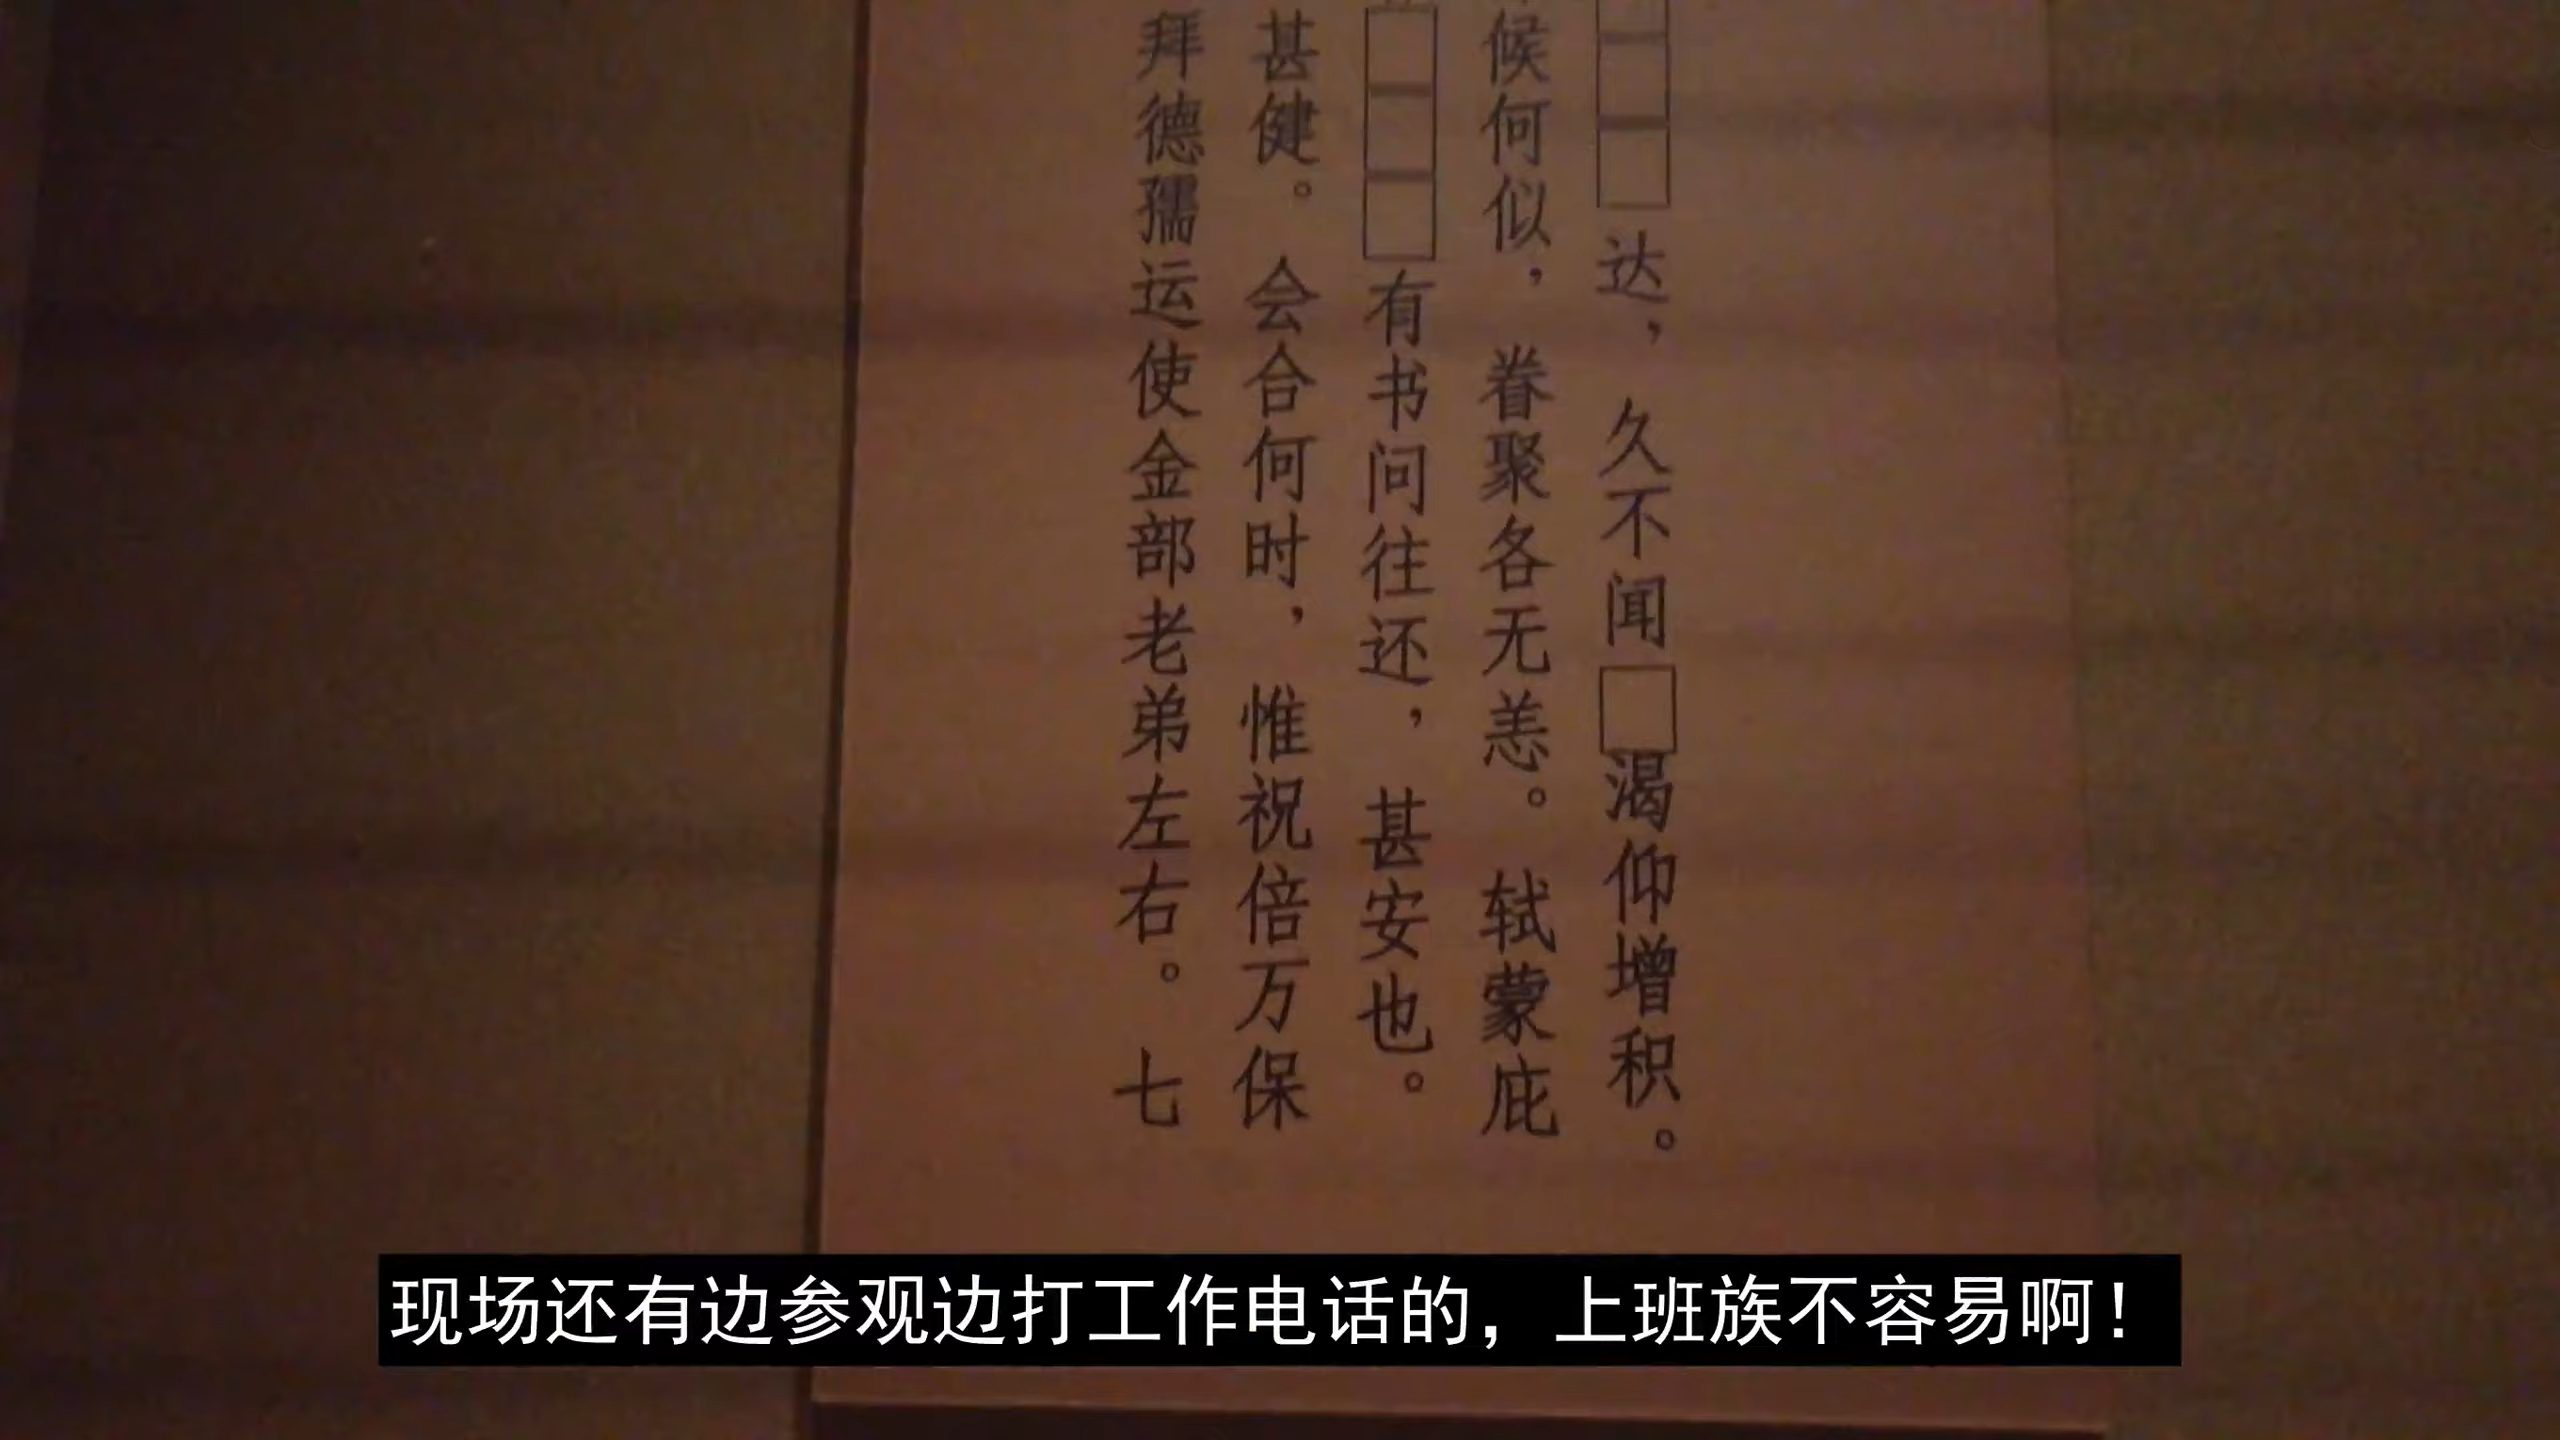 □□达，久不闻□渴仰增积。
候何似，眷聚各无恙。轼蒙庇
□□□有书问往还，甚安也。
甚健。会合何时，惟祝倍万保
拜德孺运使金部老弟左右。七
现场还有边参观边打工作电话的，上班族不容易啊！